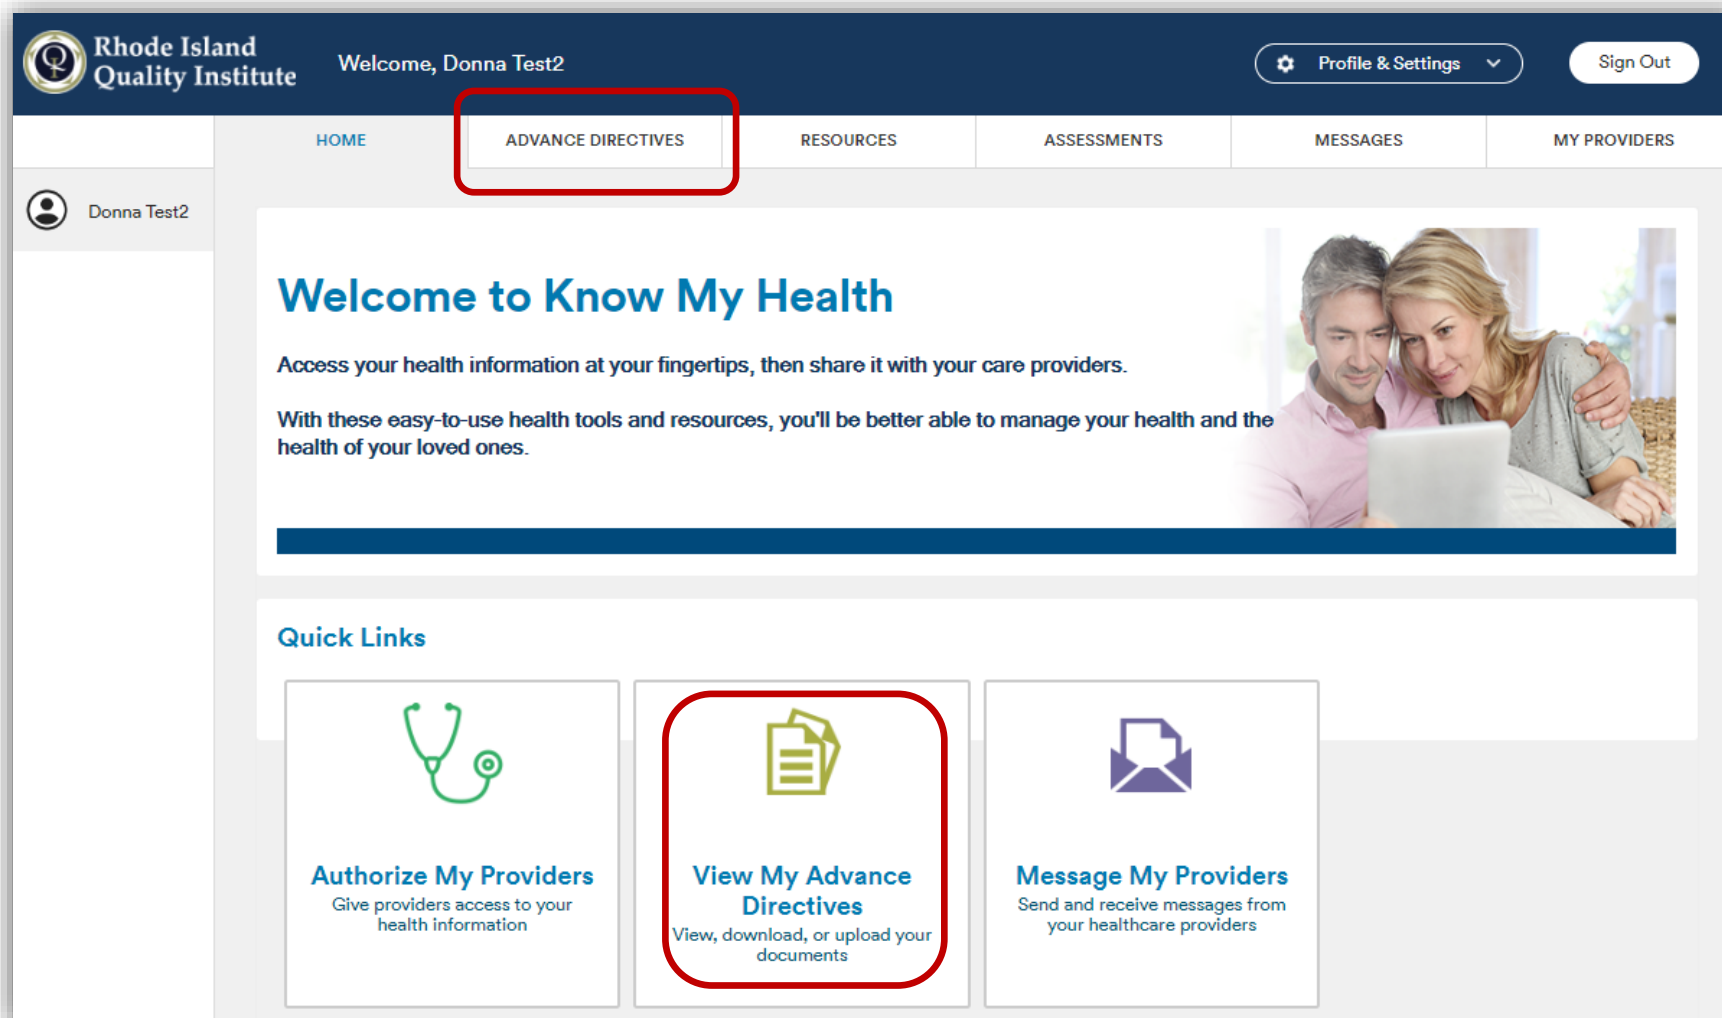 Rhode Island
Quality Institute
Welcome, Donna Test2
Profile & Settings
Sign Out
HOME
ADVANCE DIRECTIVES
RESOURCES
ASSESSMENTS
MESSAGES
MY PROVIDERS
Donna Test2
Welcome to Know My Health
Access your health information at your fingertips, then share it with your care providers.
With these easy-to-use health tools and resources, you'll be better able to manage your health and the
health of your loved ones.
Quick Links
Authorize My Providers
Give providers access to your
health information
View My Advance
Directives
View, download, or upload your
documents
Message My Providers
Send and receive messages from
your healthcare providers